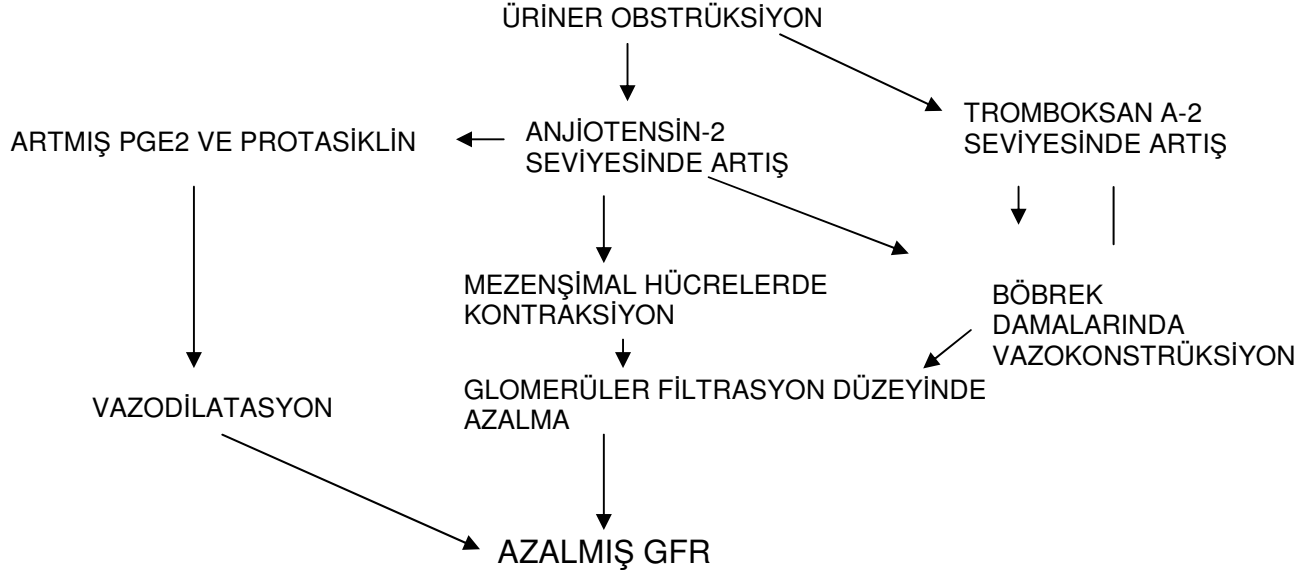 ÜRİNER OBSTRÜKSİYON
ARTMIŞ PGE2 VE PROTASİKLİN
ANJİOTENSİN-2
SEVİYESİNDE ARTIŞ
TROMBOKSAN A-2
SEVİYESİNDE ARTIŞ
MEZENŞİMAL HÜCRELERDE
KONTRAKSİYON
BÖBREK
DAMALARINDA
VAZOKONSTRÜKSİYON
VAZODİLATASYON
GLOMERÜLER FİLTRASYON DÜZEYİNDE
AZALMA
AZALMIŞ GFR